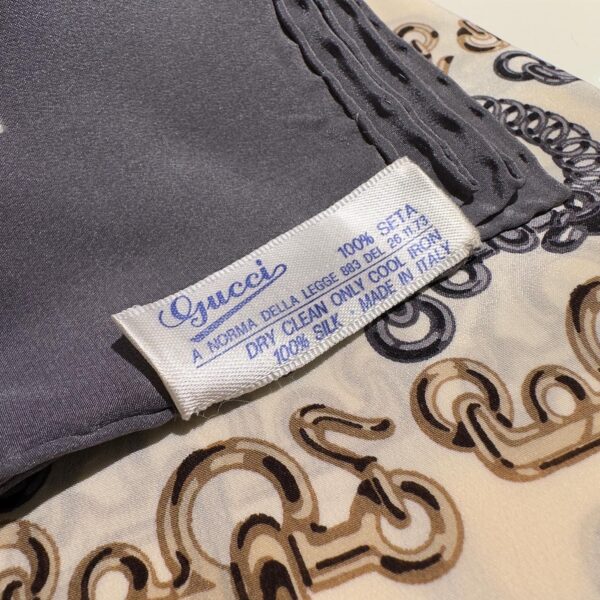 Gucci 100% SETA
A NORMA DELLA LEGGE 883 DEL 26.11.73
DRY CLEAN ONLY COOL IRON
100% SILK - MADE IN ITALY